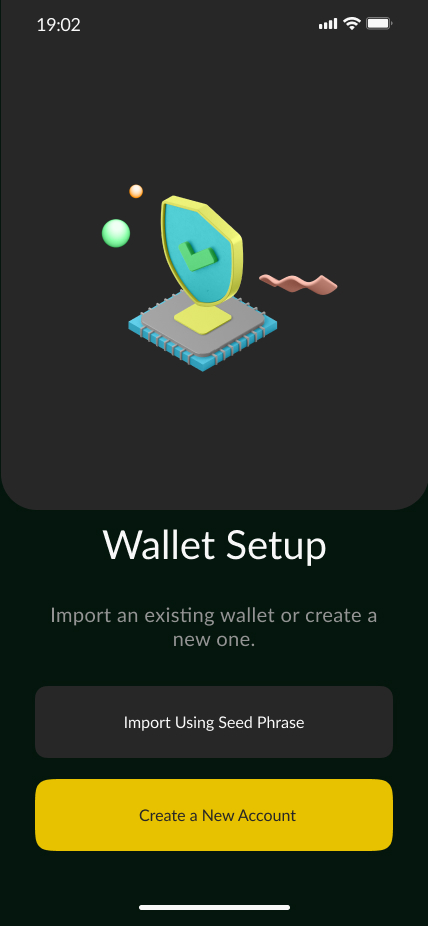 19:02
Wallet Setup
Import an existing wallet or create a
new one.
Import Using Seed Phrase
Create a New Account